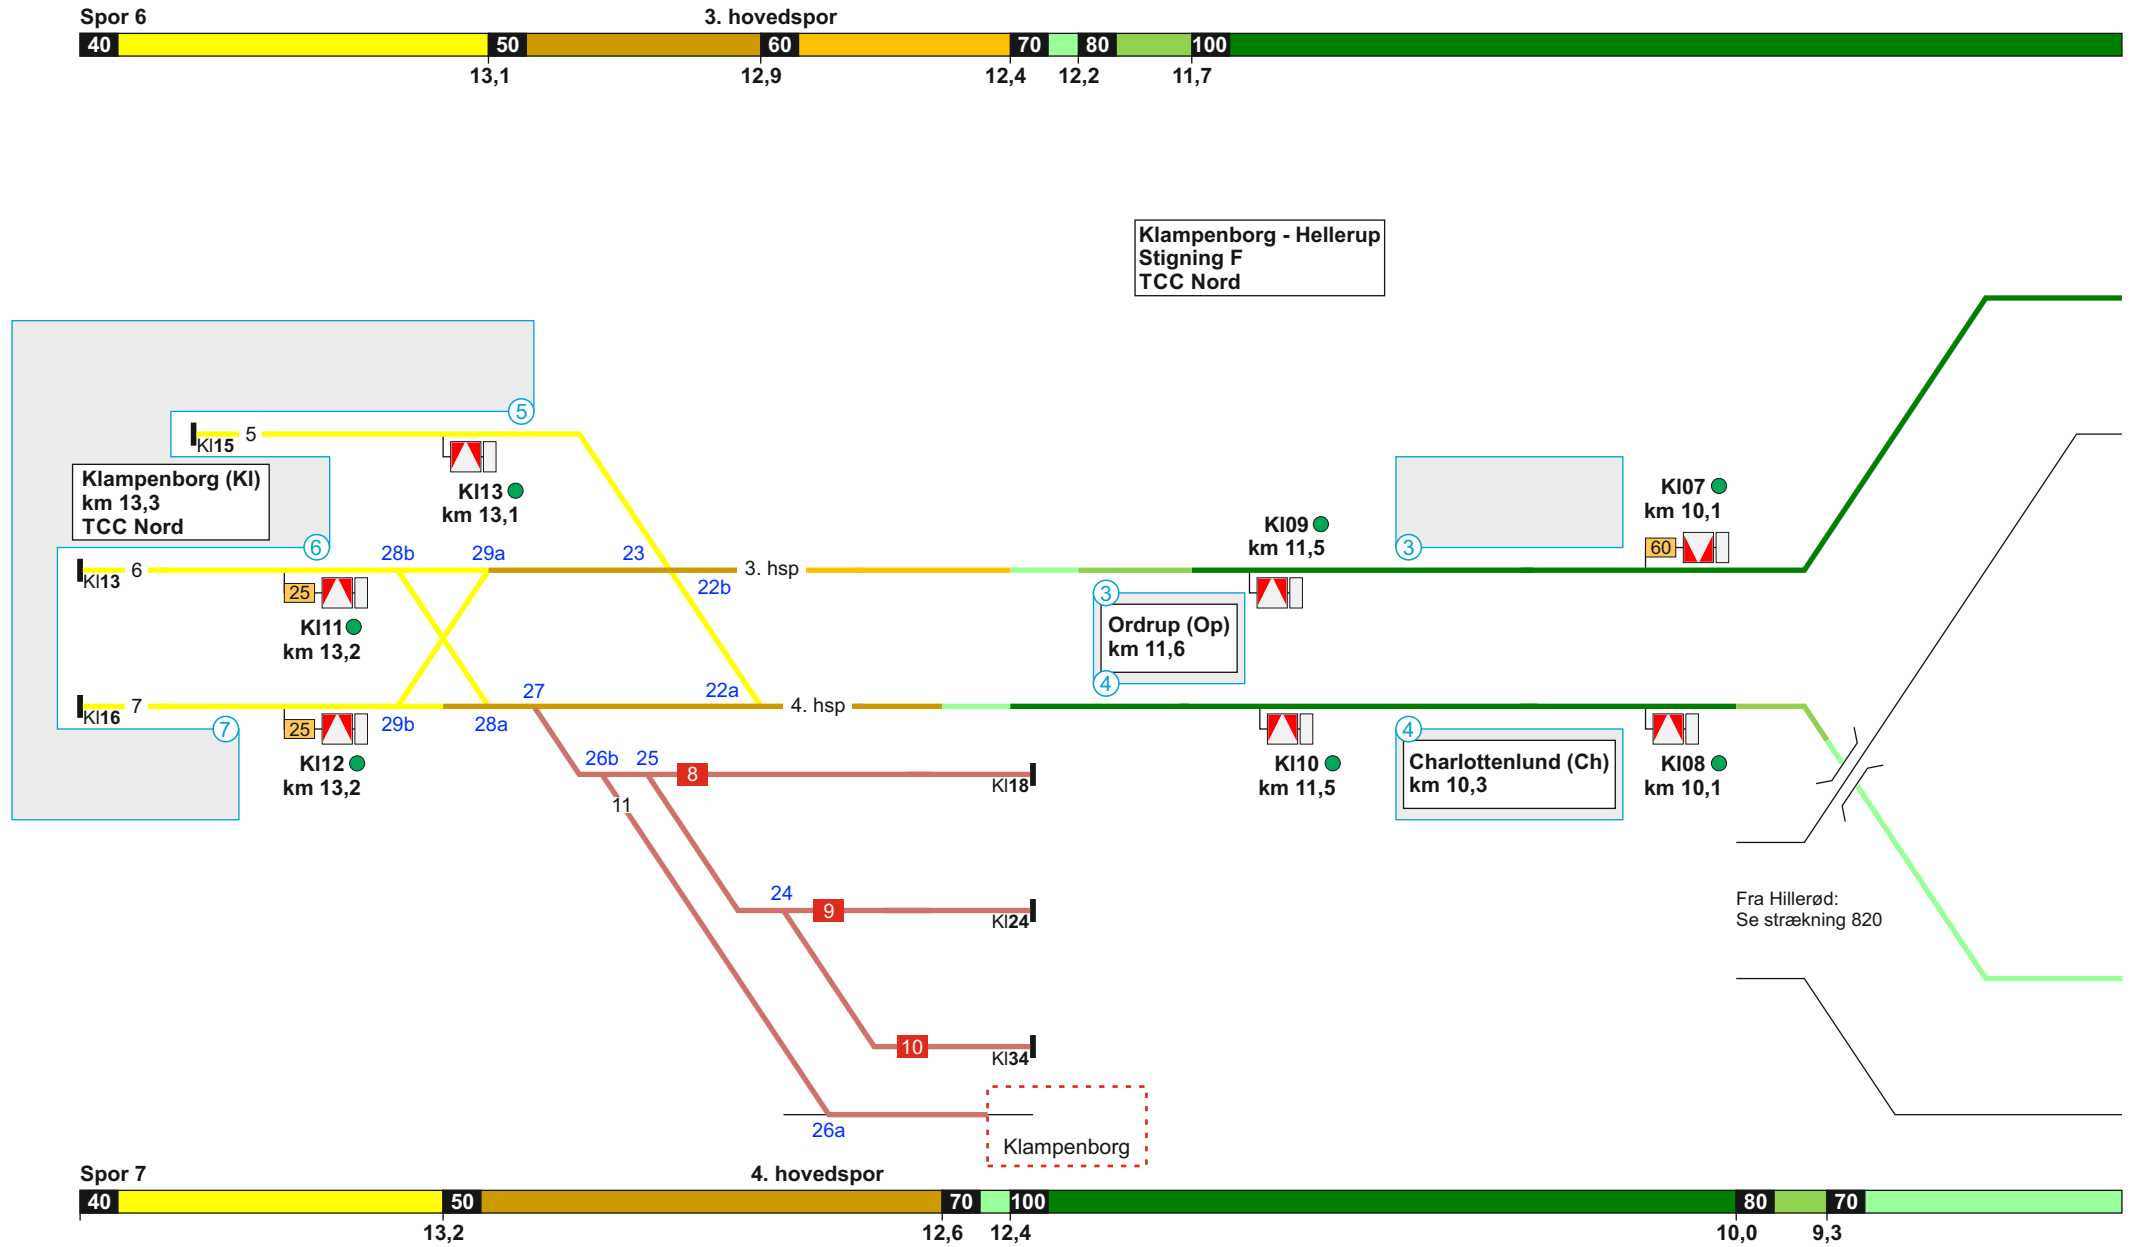 Spor 6 3. hovedspor
40 50 60 70 80 100
13,1 12,9 12,4 12,2 11,7
Klampenborg - Hellerup
Stigning F
TCC Nord
5
5
Kl15
Klampenborg (Kl)
km 13,3
TCC Nord
Kl13
km 13,1
Kl07
km 10,1
Kl09
km 11,5
6 28b 29a 23 3 60
6 3. hsp
Kl13
22b
25
3
Kl11
km 13,2
Ordrup (Op)
km 11,6
4
27 22a
7 4. hsp
Kl16
29b 28a
25 7 4
Kl12
km 13,2
Kl10
km 11,5
Charlottenlund (Ch)
km 10,3
Kl08
km 10,1
26b 25
8
Kl18
11
24
9
Kl24
Fra Hillerød:
Se strækning 820
10
Kl34
26a
Klampenborg
Spor 7 4. hovedspor
40 50 70 100 80 70
13,2 12,6 12,4 10,0 9,3